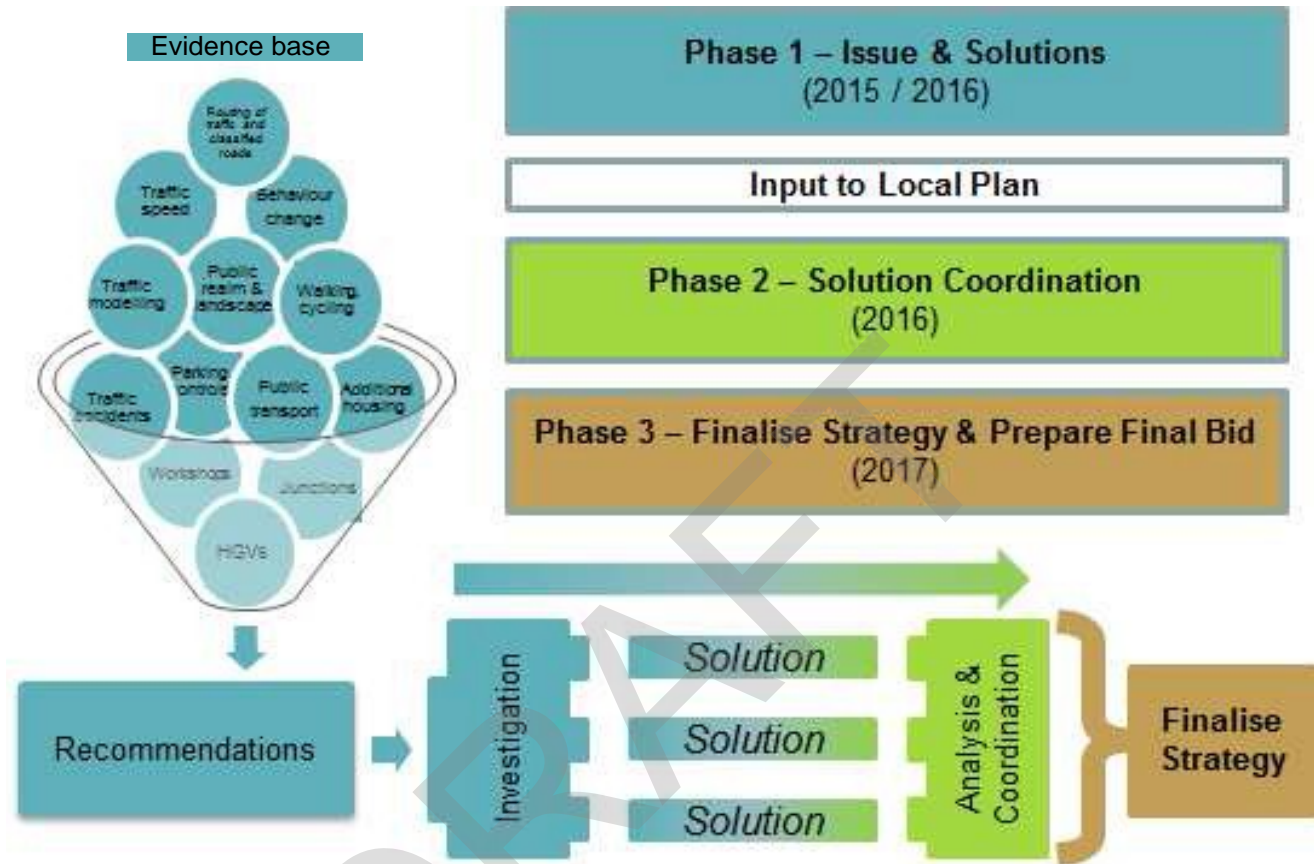 Evidence base
Routing of
traffic and
classified
roads
Traffic
speed
Behaviour
change
Traffic
modelling
Public
realm &
landscape
Walking,
cycling
Traffic
incidents
Parking
controls
Public
transport
Additional
housing
Workshops
Junctions
HGVs
Recommendations
Phase 1 – Issue & Solutions
(2015 / 2016)
Input to Local Plan
Phase 2 – Solution Coordination
(2016)
Phase 3 – Finalise Strategy & Prepare Final Bid
(2017)
Investigation
Solution
Solution
Solution
Analysis &
Coordination
Finalise
Strategy
DRAFT